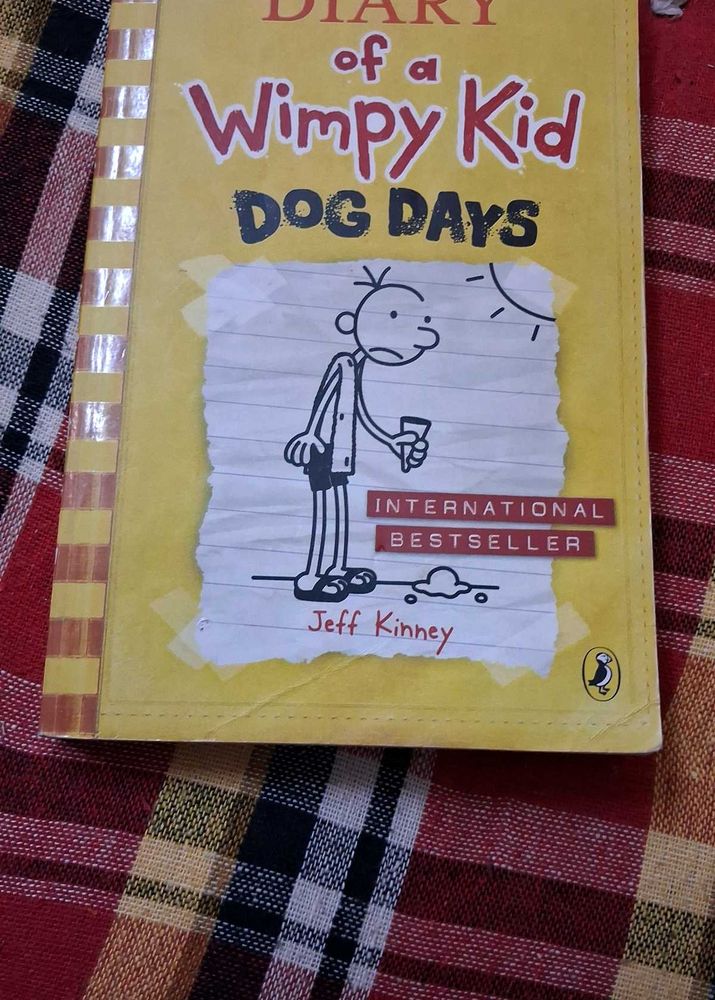 DIARY
of a
Wimpy Kid
DOG DAYS
INTERNATIONAL
BESTSELLER
Jeff Kinney